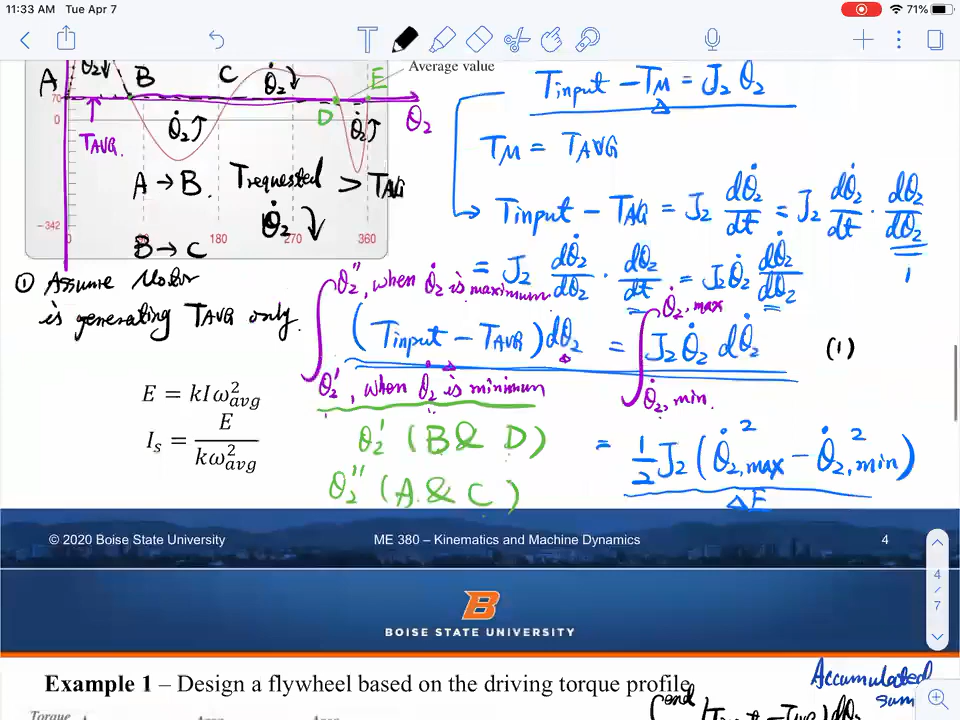 11:33 AM Tue Apr 7
71%
A θ̇₂↓ B C θ̇₂↓ E
Average value
70
0
TAVG.
θ̇₂↑
D
θ̇₂↑
θ₂
A → B. Trequested > TAVG
θ̇₂ ↓
-342
0
180
270
360
B → C
① Assume Motor
is generating TAVG only.
E = kIω²avg
Is = E / kω²avg
Tinput − TM = J₂ θ̈₂
TM = TAVG
→ Tinput − TAVG = J₂ dθ̇₂/dt = J₂ dθ̇₂/dt · dθ₂/dθ₂
1
= J₂ dθ̇₂/dθ₂ · dθ₂/dt = J₂ θ̇₂ dθ̇₂/dθ₂
θ₂'', when θ̇₂ is maximum
θ̇₂, max
∫ (Tinput − TAVG) dθ₂ = ∫ J₂ θ̇₂ dθ̇₂ (1)
θ₂', when θ̇₂ is minimum
θ̇₂, min.
θ₂' (B & D)
θ₂'' (A & C)
= 1/2 J₂ (θ̇₂,max² − θ̇₂,min²)
ΔE
© 2020 Boise State University
ME 380 – Kinematics and Machine Dynamics
4
4
/
7
B
BOISE STATE UNIVERSITY
Example 1 – Design a flywheel based on the driving torque profile
Accumulated
sum
Torque
Area
Area